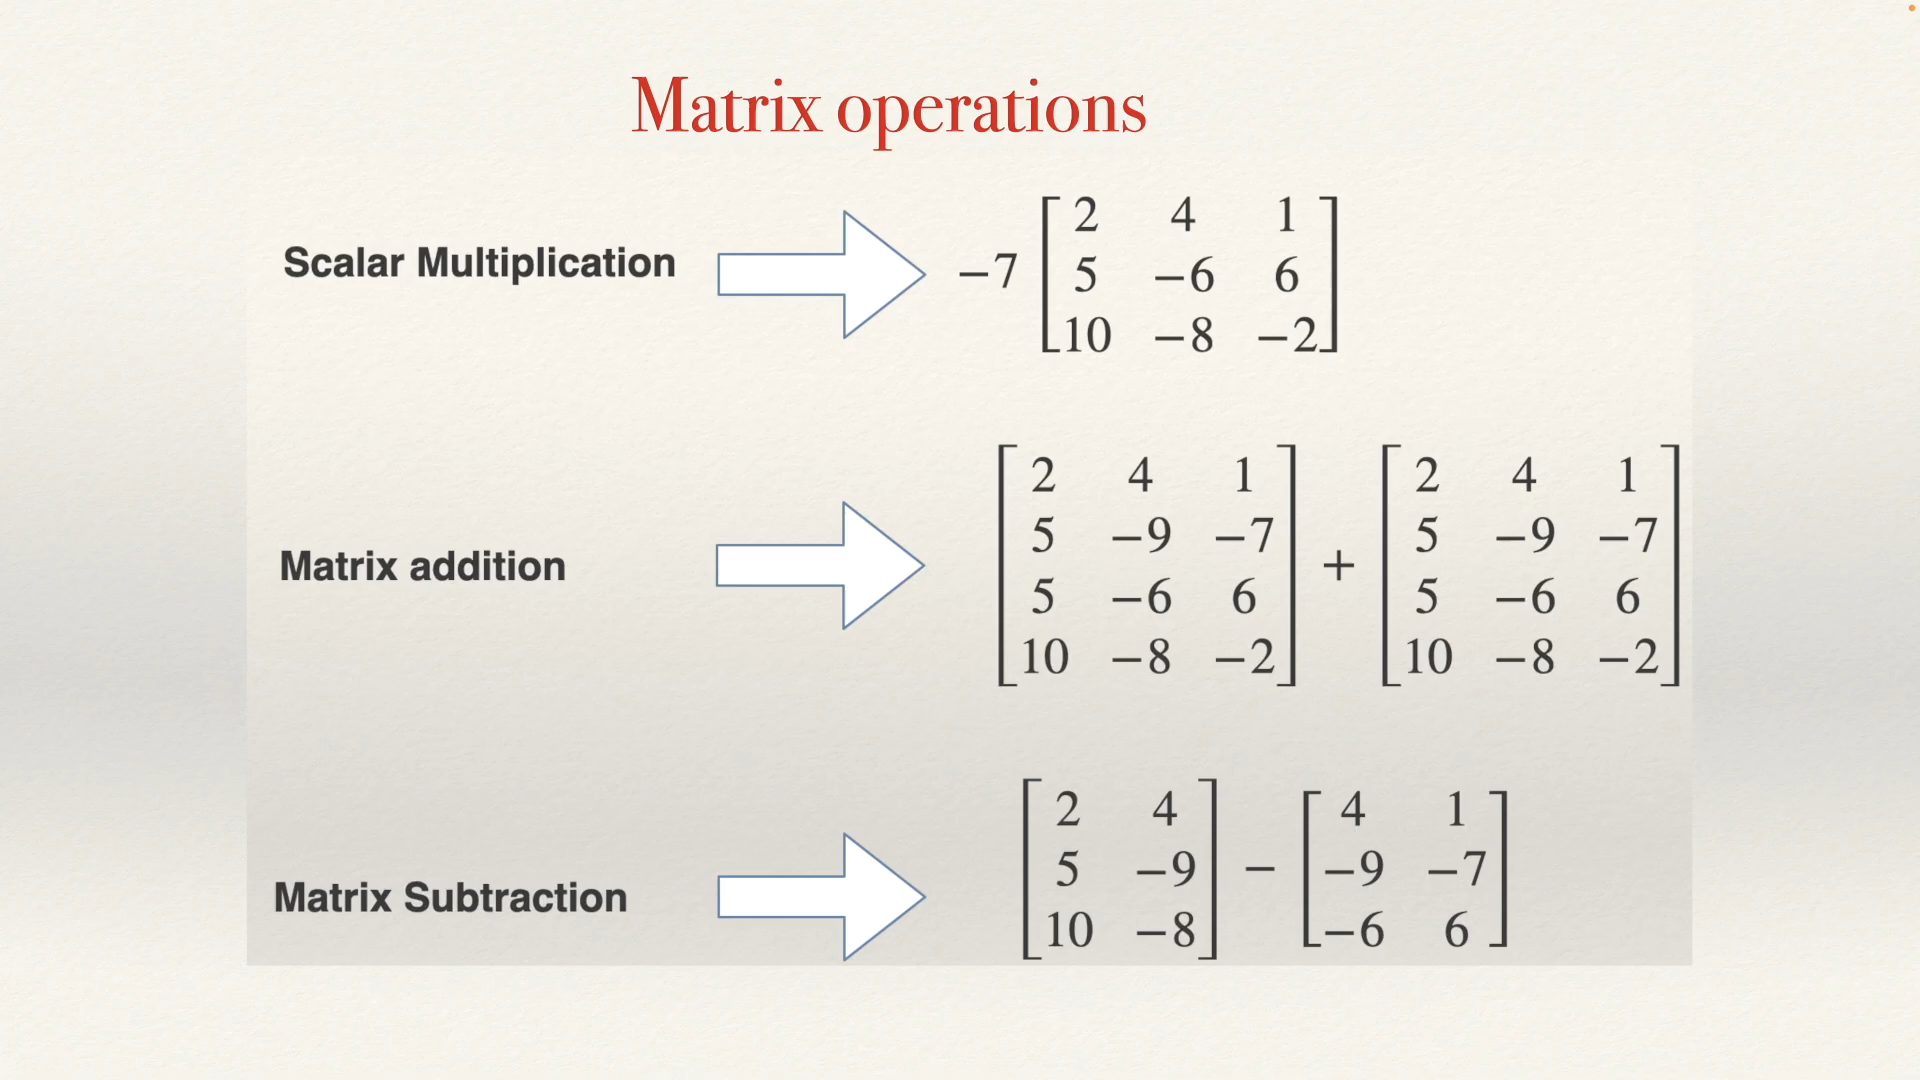 Matrix operations
Scalar Multiplication
−7 [2 4 1
5 −6 6
10 −8 −2]
Matrix addition
[2 4 1
5 −9 −7
5 −6 6
10 −8 −2] + [2 4 1
5 −9 −7
5 −6 6
10 −8 −2]
Matrix Subtraction
[2 4
5 −9
10 −8] − [4 1
−9 −7
−6 6]